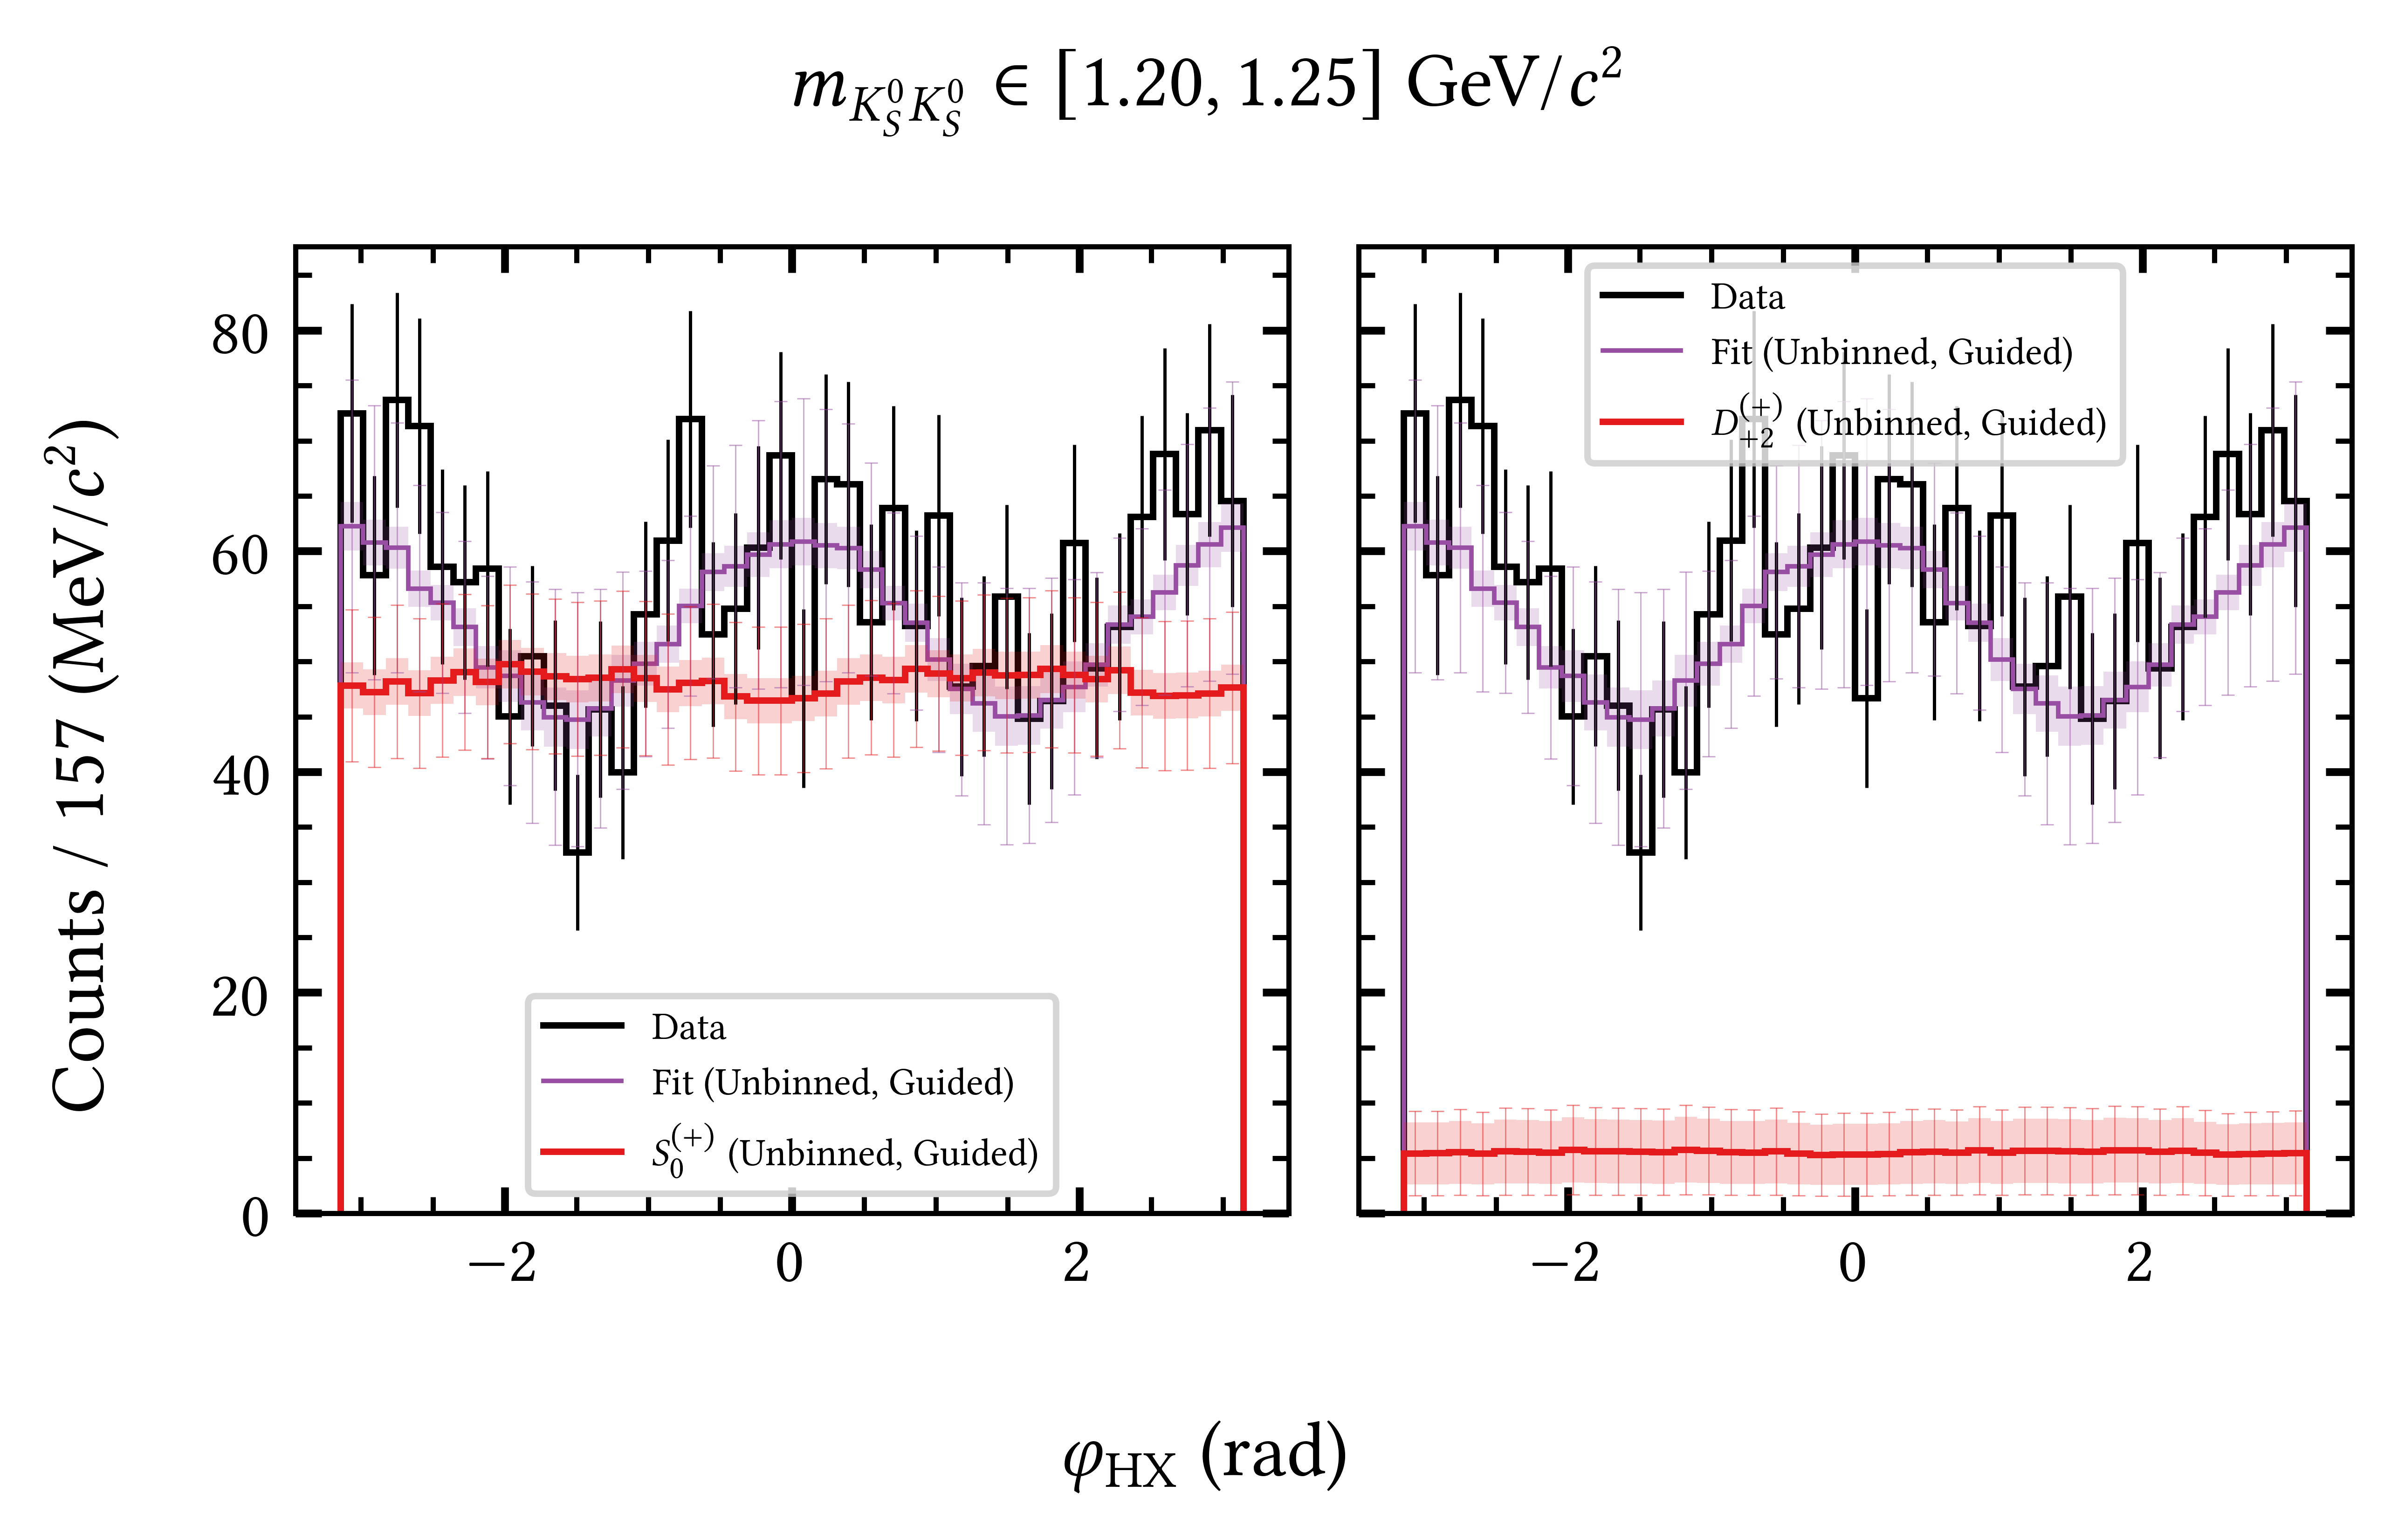 m_{K_S^0 K_S^0} ∈ [1.20, 1.25] GeV/c²
Counts / 157 (MeV/c²)
80
60
40
20
0
−2
0
2
Data
Fit (Unbinned, Guided)
S_0^{(+)} (Unbinned, Guided)
Data
Fit (Unbinned, Guided)
D_{+2}^{(+)} (Unbinned, Guided)
−2
0
2
φ_{HX} (rad)